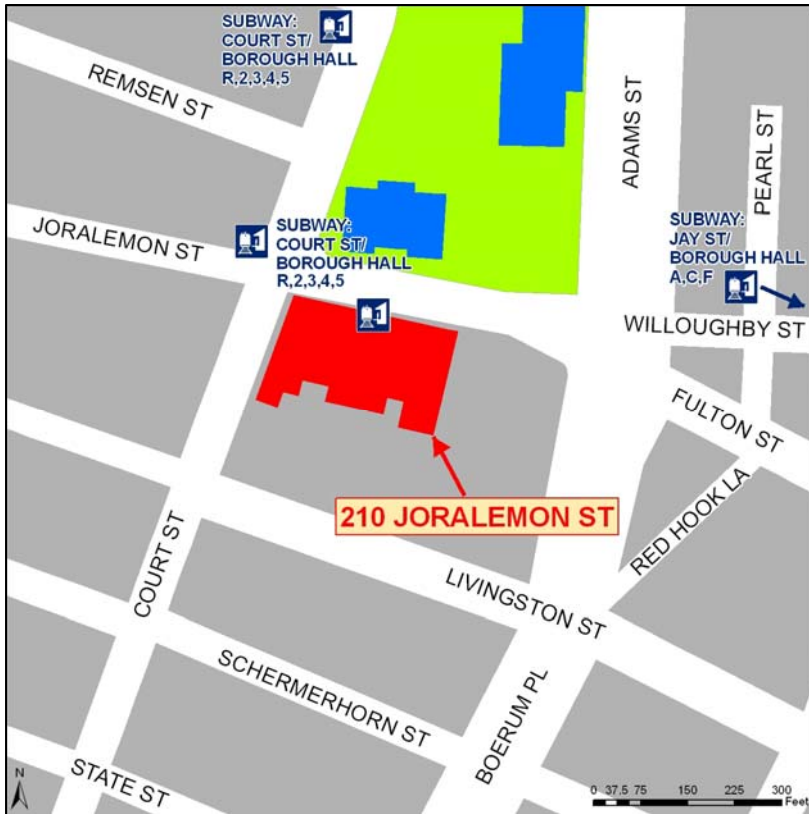 SUBWAY:
COURT ST/
BOROUGH HALL
R,2,3,4,5
REMSEN ST
ADAMS ST
PEARL ST
JORALEMON ST
SUBWAY:
COURT ST/
BOROUGH HALL
R,2,3,4,5
SUBWAY:
JAY ST/
BOROUGH HALL
A,C,F
WILLOUGHBY ST
FULTON ST
RED HOOK LA
210 JORALEMON ST
COURT ST
LIVINGSTON ST
SCHERMERHORN ST
BOERUM PL
STATE ST
N
0 37.5 75 150 225 300
Feet